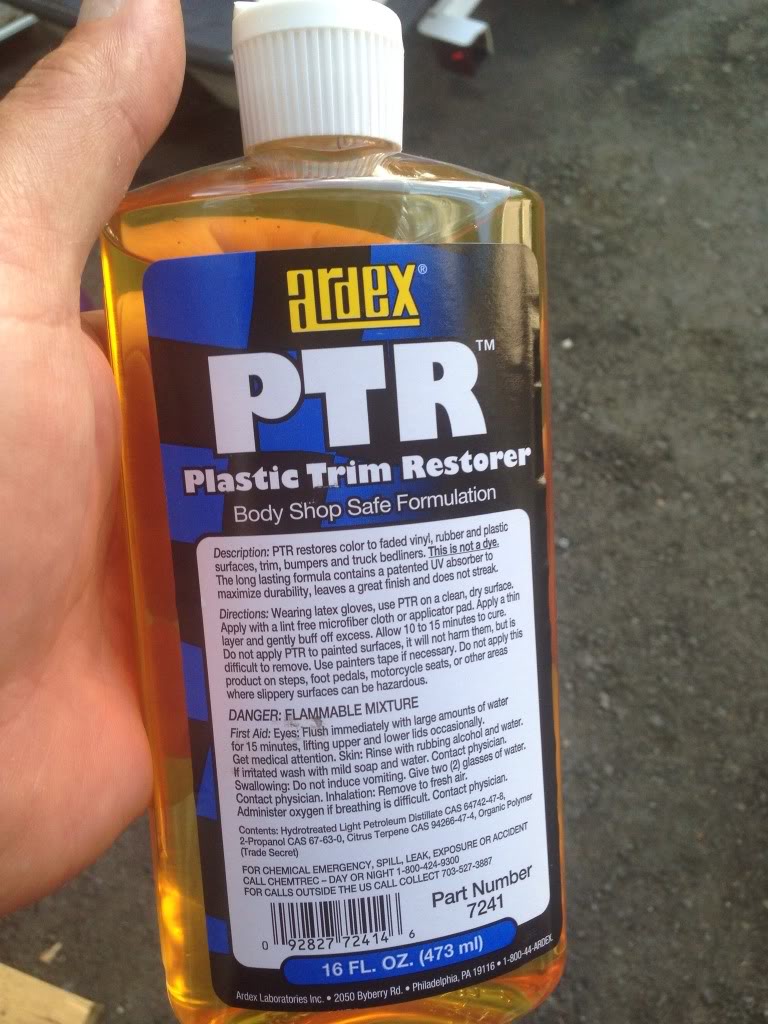 ardex®
PTR™
Plastic Trim Restorer
Body Shop Safe Formulation
Description: PTR restores color to faded vinyl, rubber and plastic
surfaces, trim, bumpers and truck bedliners. This is not a dye.
The long lasting formula contains a patented UV absorber to
maximize durability, leaves a great finish and does not streak.
Directions: Wearing latex gloves, use PTR on a clean, dry surface.
Apply with a lint free microfiber cloth or applicator pad. Apply a thin
layer and gently buff off excess. Allow 10 to 15 minutes to cure.
Do not apply PTR to painted surfaces, it will not harm them, but is
difficult to remove. Use painters tape if necessary. Do not apply this
product on steps, foot pedals, motorcycle seats, or other areas
where slippery surfaces can be hazardous.
DANGER: FLAMMABLE MIXTURE
First Aid: Eyes: Flush immediately with large amounts of water
for 15 minutes, lifting upper and lower lids occasionally.
Get medical attention. Skin: Rinse with rubbing alcohol and water.
If irritated wash with mild soap and water. Contact physician.
Swallowing: Do not induce vomiting. Give two (2) glasses of water.
Contact physician. Inhalation: Remove to fresh air.
Administer oxygen if breathing is difficult. Contact physician.
Contents: Hydrotreated Light Petroleum Distillate CAS 64742-47-8,
2-Propanol CAS 67-63-0, Citrus Terpene CAS 94266-47-4, Organic Polymer
(Trade Secret)
FOR CHEMICAL EMERGENCY, SPILL, LEAK, EXPOSURE OR ACCIDENT
CALL CHEMTREC – DAY OR NIGHT 1-800-424-9300
FOR CALLS OUTSIDE THE US CALL COLLECT 703-527-3887
Part Number
7241
0 92827 72414 6
16 FL. OZ. (473 ml)
Ardex Laboratories Inc. • 2050 Byberry Rd. • Philadelphia, PA 19116 • 1-800-44-ARDEX.